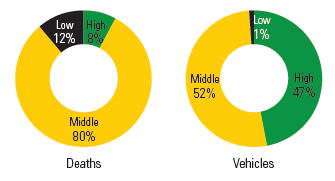 Low
12%
High
8%
Middle
80%
Deaths
Low
1%
Middle
52%
High
47%
Vehicles